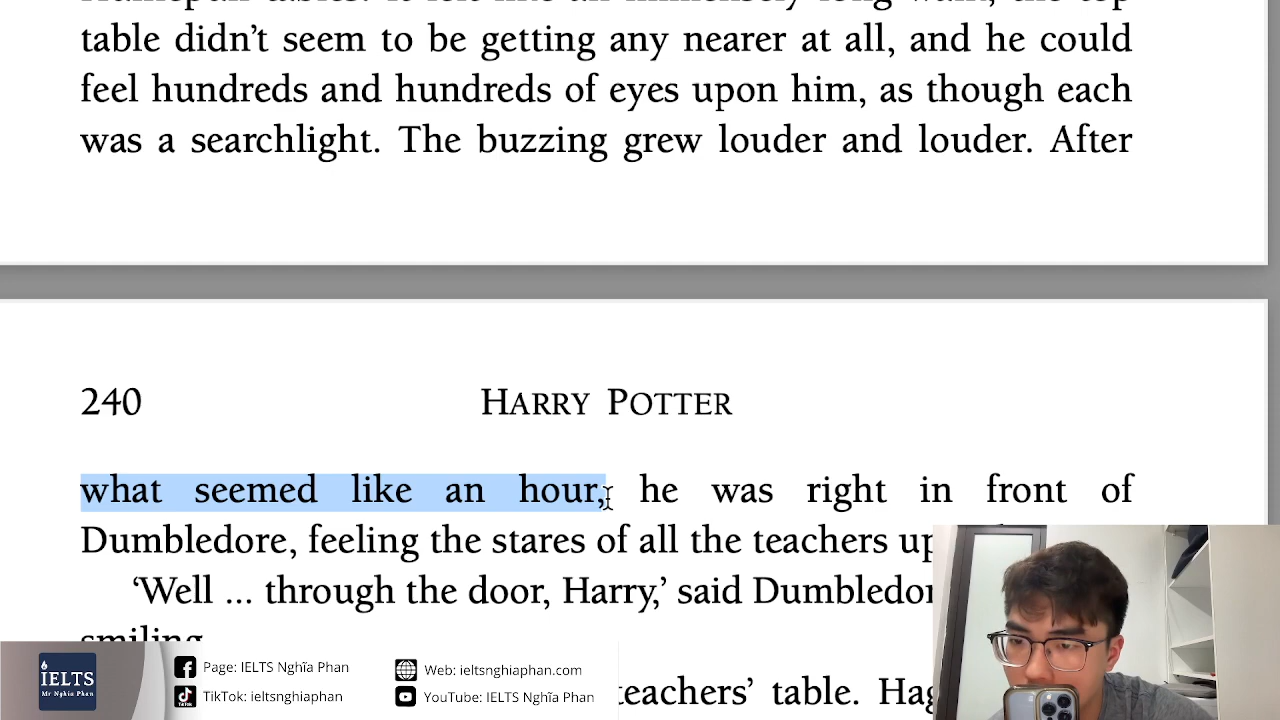 table didn't seem to be getting any nearer at all, and he could
feel hundreds and hundreds of eyes upon him, as though each
was a searchlight. The buzzing grew louder and louder. After
240 HARRY POTTER
what seemed like an hour, he was right in front of
Dumbledore, feeling the stares of all the teachers
'Well ... through the door, Harry,' said
smiling
teachers' table.
IELTS
Mr Nghia Phan
Page: IELTS Nghĩa Phan
TikTok: ieltsnghiaphan
Web: ieltsnghiaphan.com
YouTube: IELTS Nghĩa Phan